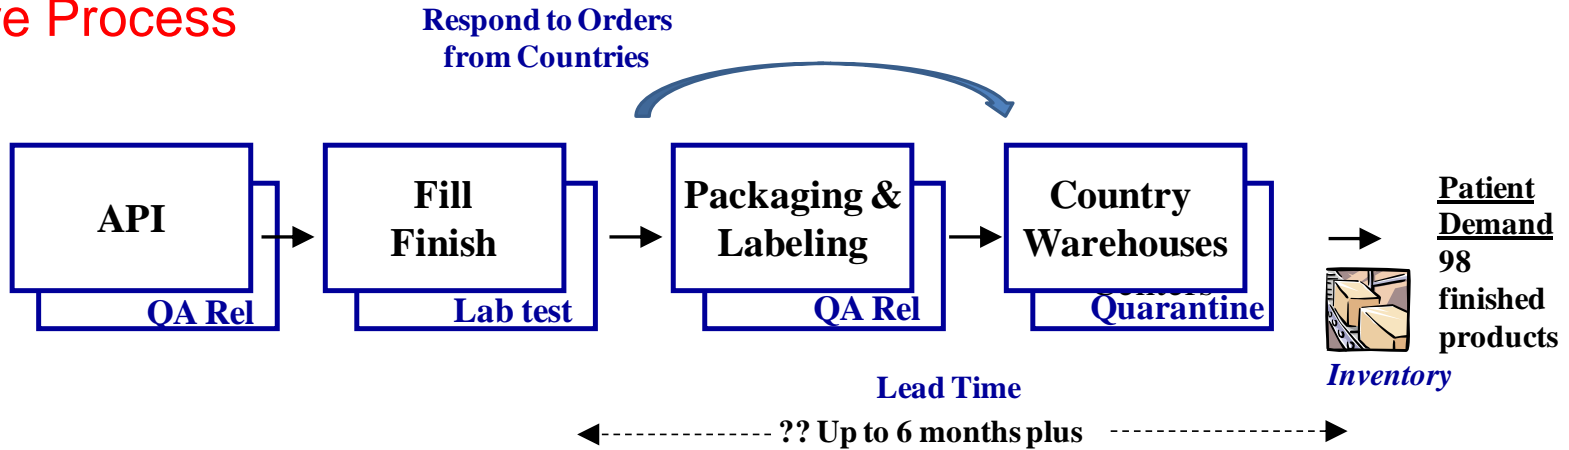 re Process
Respond to Orders
from Countries
API
QA Rel
Fill
Finish
Lab test
Packaging &
Labeling
QA Rel
Country
Warehouses
Quarantine
Patient
Demand
98
finished
products
Inventory
Lead Time
?? Up to 6 months plus